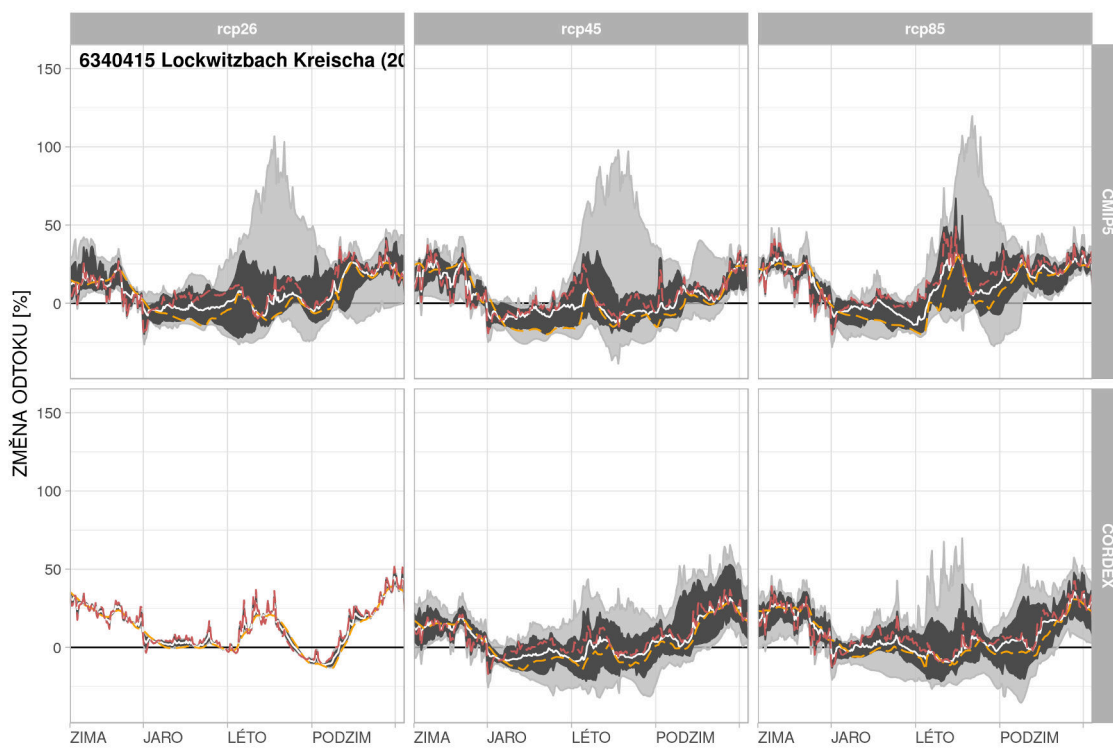 rcp26 rcp45 rcp85
6340415 Lockwitzbach Kreischa (20
150
100
50
0
CMIP5
ZMĚNA ODTOKU [%]
150
100
50
0
CORDEX
ZIMA JARO LÉTO PODZIM ZIMA JARO LÉTO PODZIM ZIMA JARO LÉTO PODZIM